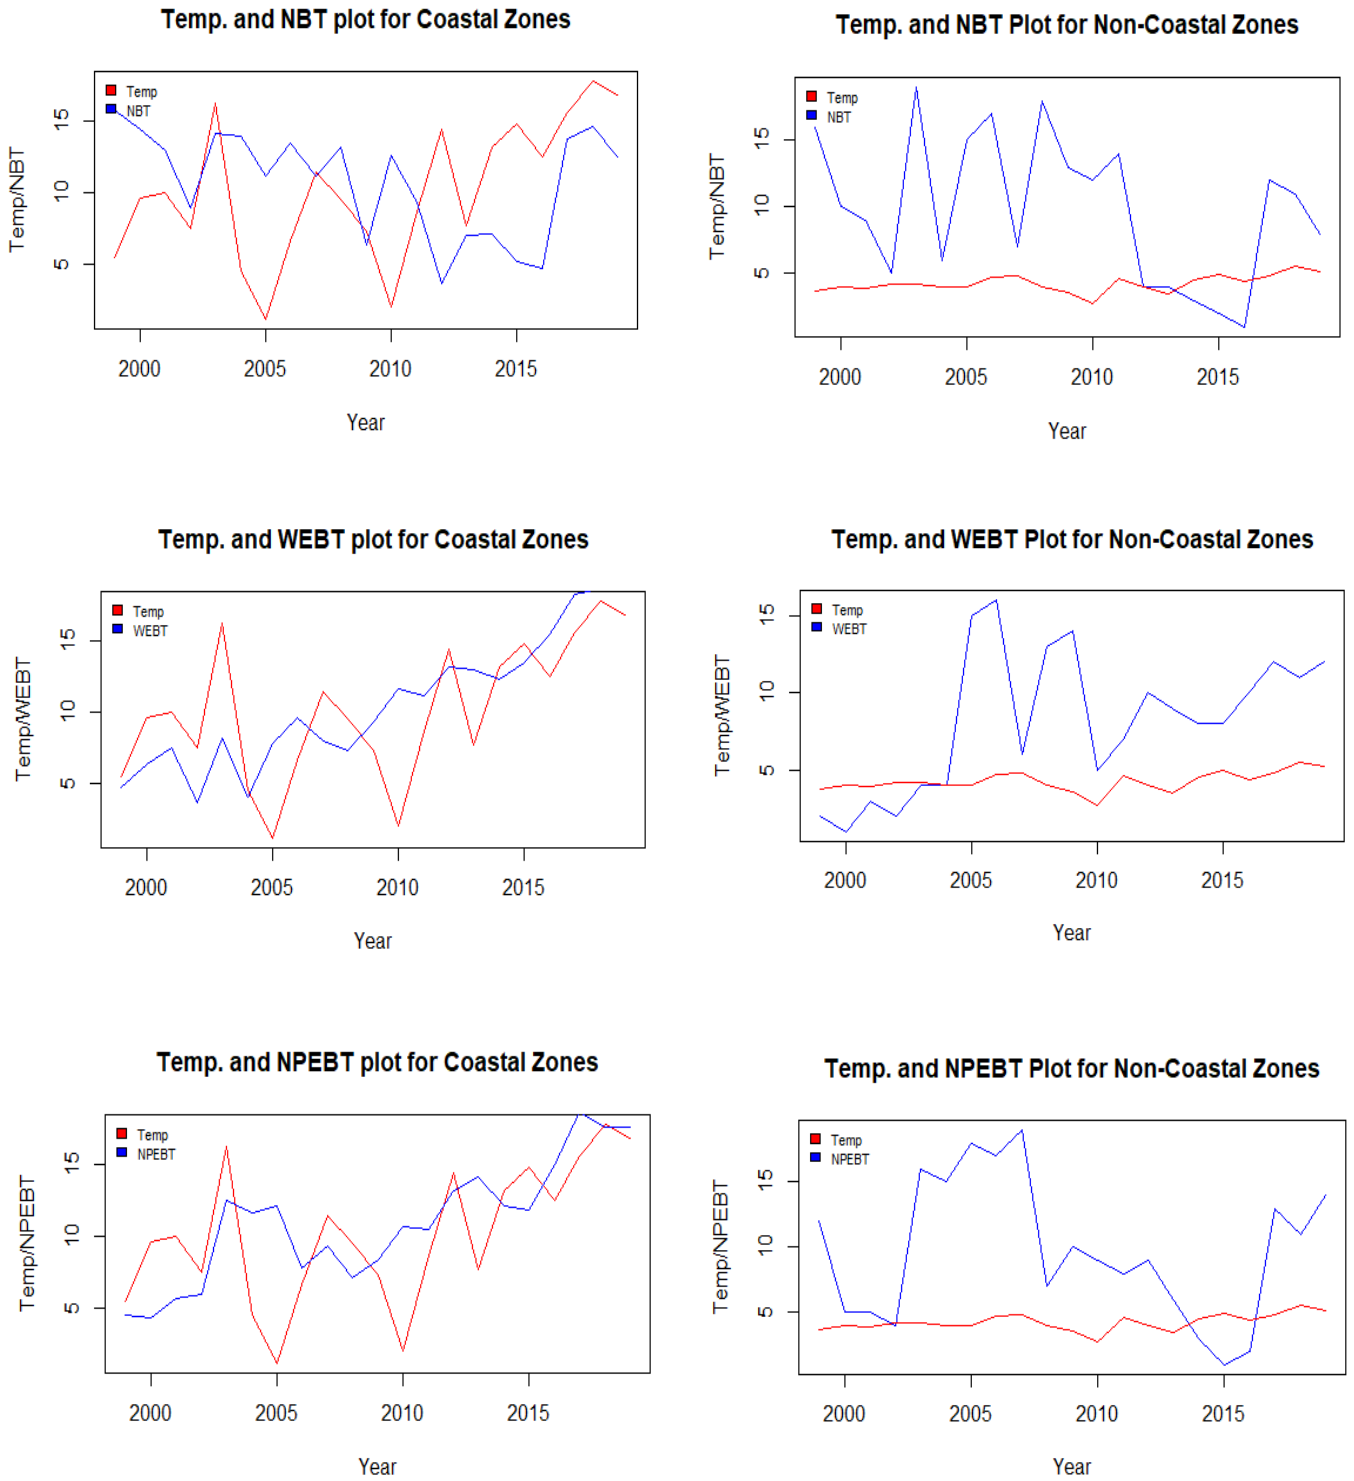 Temp. and NBT plot for Coastal Zones
Temp
NBT
Temp/NBT
5
10
15
2000
2005
2010
2015
Year
Temp. and NBT Plot for Non-Coastal Zones
Temp
NBT
Temp/NBT
5
10
15
2000
2005
2010
2015
Year
Temp. and WEBT plot for Coastal Zones
Temp
WEBT
Temp/WEBT
5
10
15
2000
2005
2010
2015
Year
Temp. and WEBT Plot for Non-Coastal Zones
Temp
WEBT
Temp/WEBT
5
10
15
2000
2005
2010
2015
Year
Temp. and NPEBT plot for Coastal Zones
Temp
NPEBT
Temp/NPEBT
5
10
15
2000
2005
2010
2015
Year
Temp. and NPEBT Plot for Non-Coastal Zones
Temp
NPEBT
Temp/NPEBT
5
10
15
2000
2005
2010
2015
Year